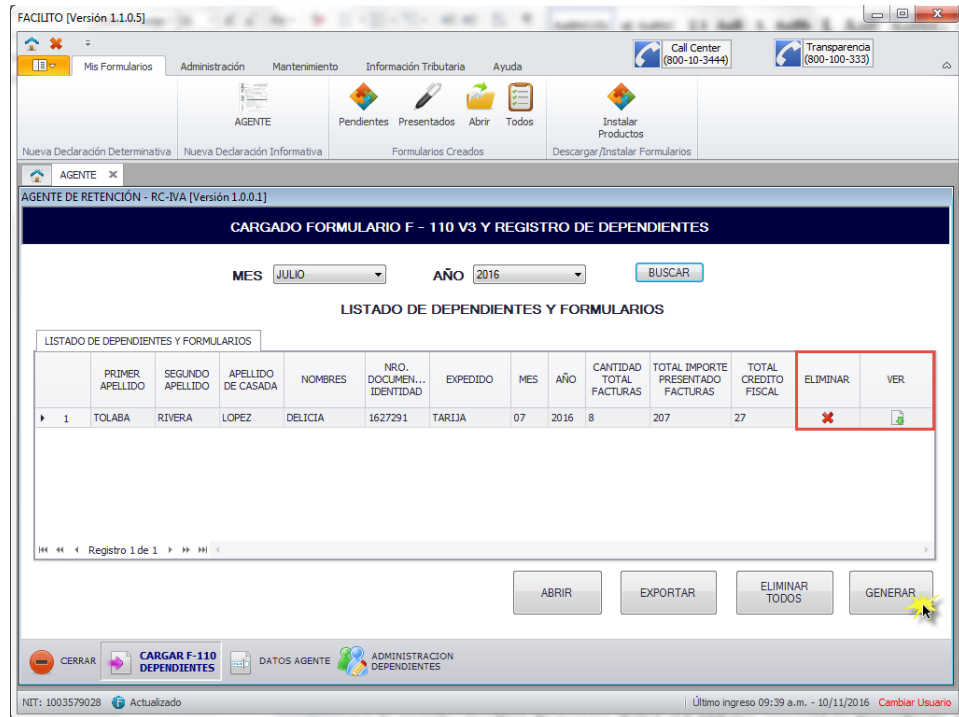 FACILITO [Versión 1.1.0.5]
Call Center
(800-10-3444)
Transparencia
(800-100-333)
Mis Formularios Administración Mantenimiento Información Tributaria Ayuda
AGENTE
Pendientes Presentados Abrir Todos
Instalar
Productos
Nueva Declaración Determinativa Nueva Declaración Informativa Formularios Creados Descargar/Instalar Formularios
AGENTE
AGENTE DE RETENCIÓN - RC-IVA [Versión 1.0.0.1]
CARGADO FORMULARIO F - 110 V3 Y REGISTRO DE DEPENDIENTES
MES JULIO AÑO 2016 BUSCAR
LISTADO DE DEPENDIENTES Y FORMULARIOS
LISTADO DE DEPENDIENTES Y FORMULARIOS
PRIMER APELLIDO SEGUNDO APELLIDO APELLIDO DE CASADA NOMBRES NRO. DOCUMEN... IDENTIDAD EXPEDIDO MES AÑO CANTIDAD TOTAL FACTURAS TOTAL IMPORTE PRESENTADO FACTURAS TOTAL CREDITO FISCAL ELIMINAR VER
1 TOLABA RIVERA LOPEZ DELICIA 1627291 TARIJA 07 2016 8 207 27
Registro 1 de 1
ABRIR EXPORTAR ELIMINAR TODOS GENERAR
CERRAR CARGAR F-110 DEPENDIENTES DATOS AGENTE ADMINISTRACION DEPENDIENTES
NIT: 1003579028 Actualizado Último ingreso 09:39 a.m. - 10/11/2016 Cambiar Usuario